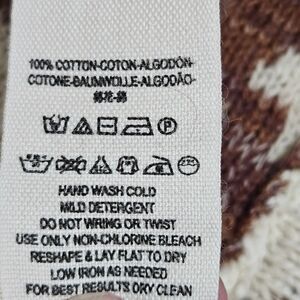 100% COTTON-COTON-ALGODÓN-
COTONE-BAUMWOLLE-ALGODÃO-
棉花-綿
HAND WASH COLD
MILD DETERGENT
DO NOT WRING OR TWIST
USE ONLY NON-CHLORINE BLEACH
RESHAPE & LAY FLAT TO DRY
LOW IRON AS NEEDED
FOR BEST RESULTS DRY CLEAN